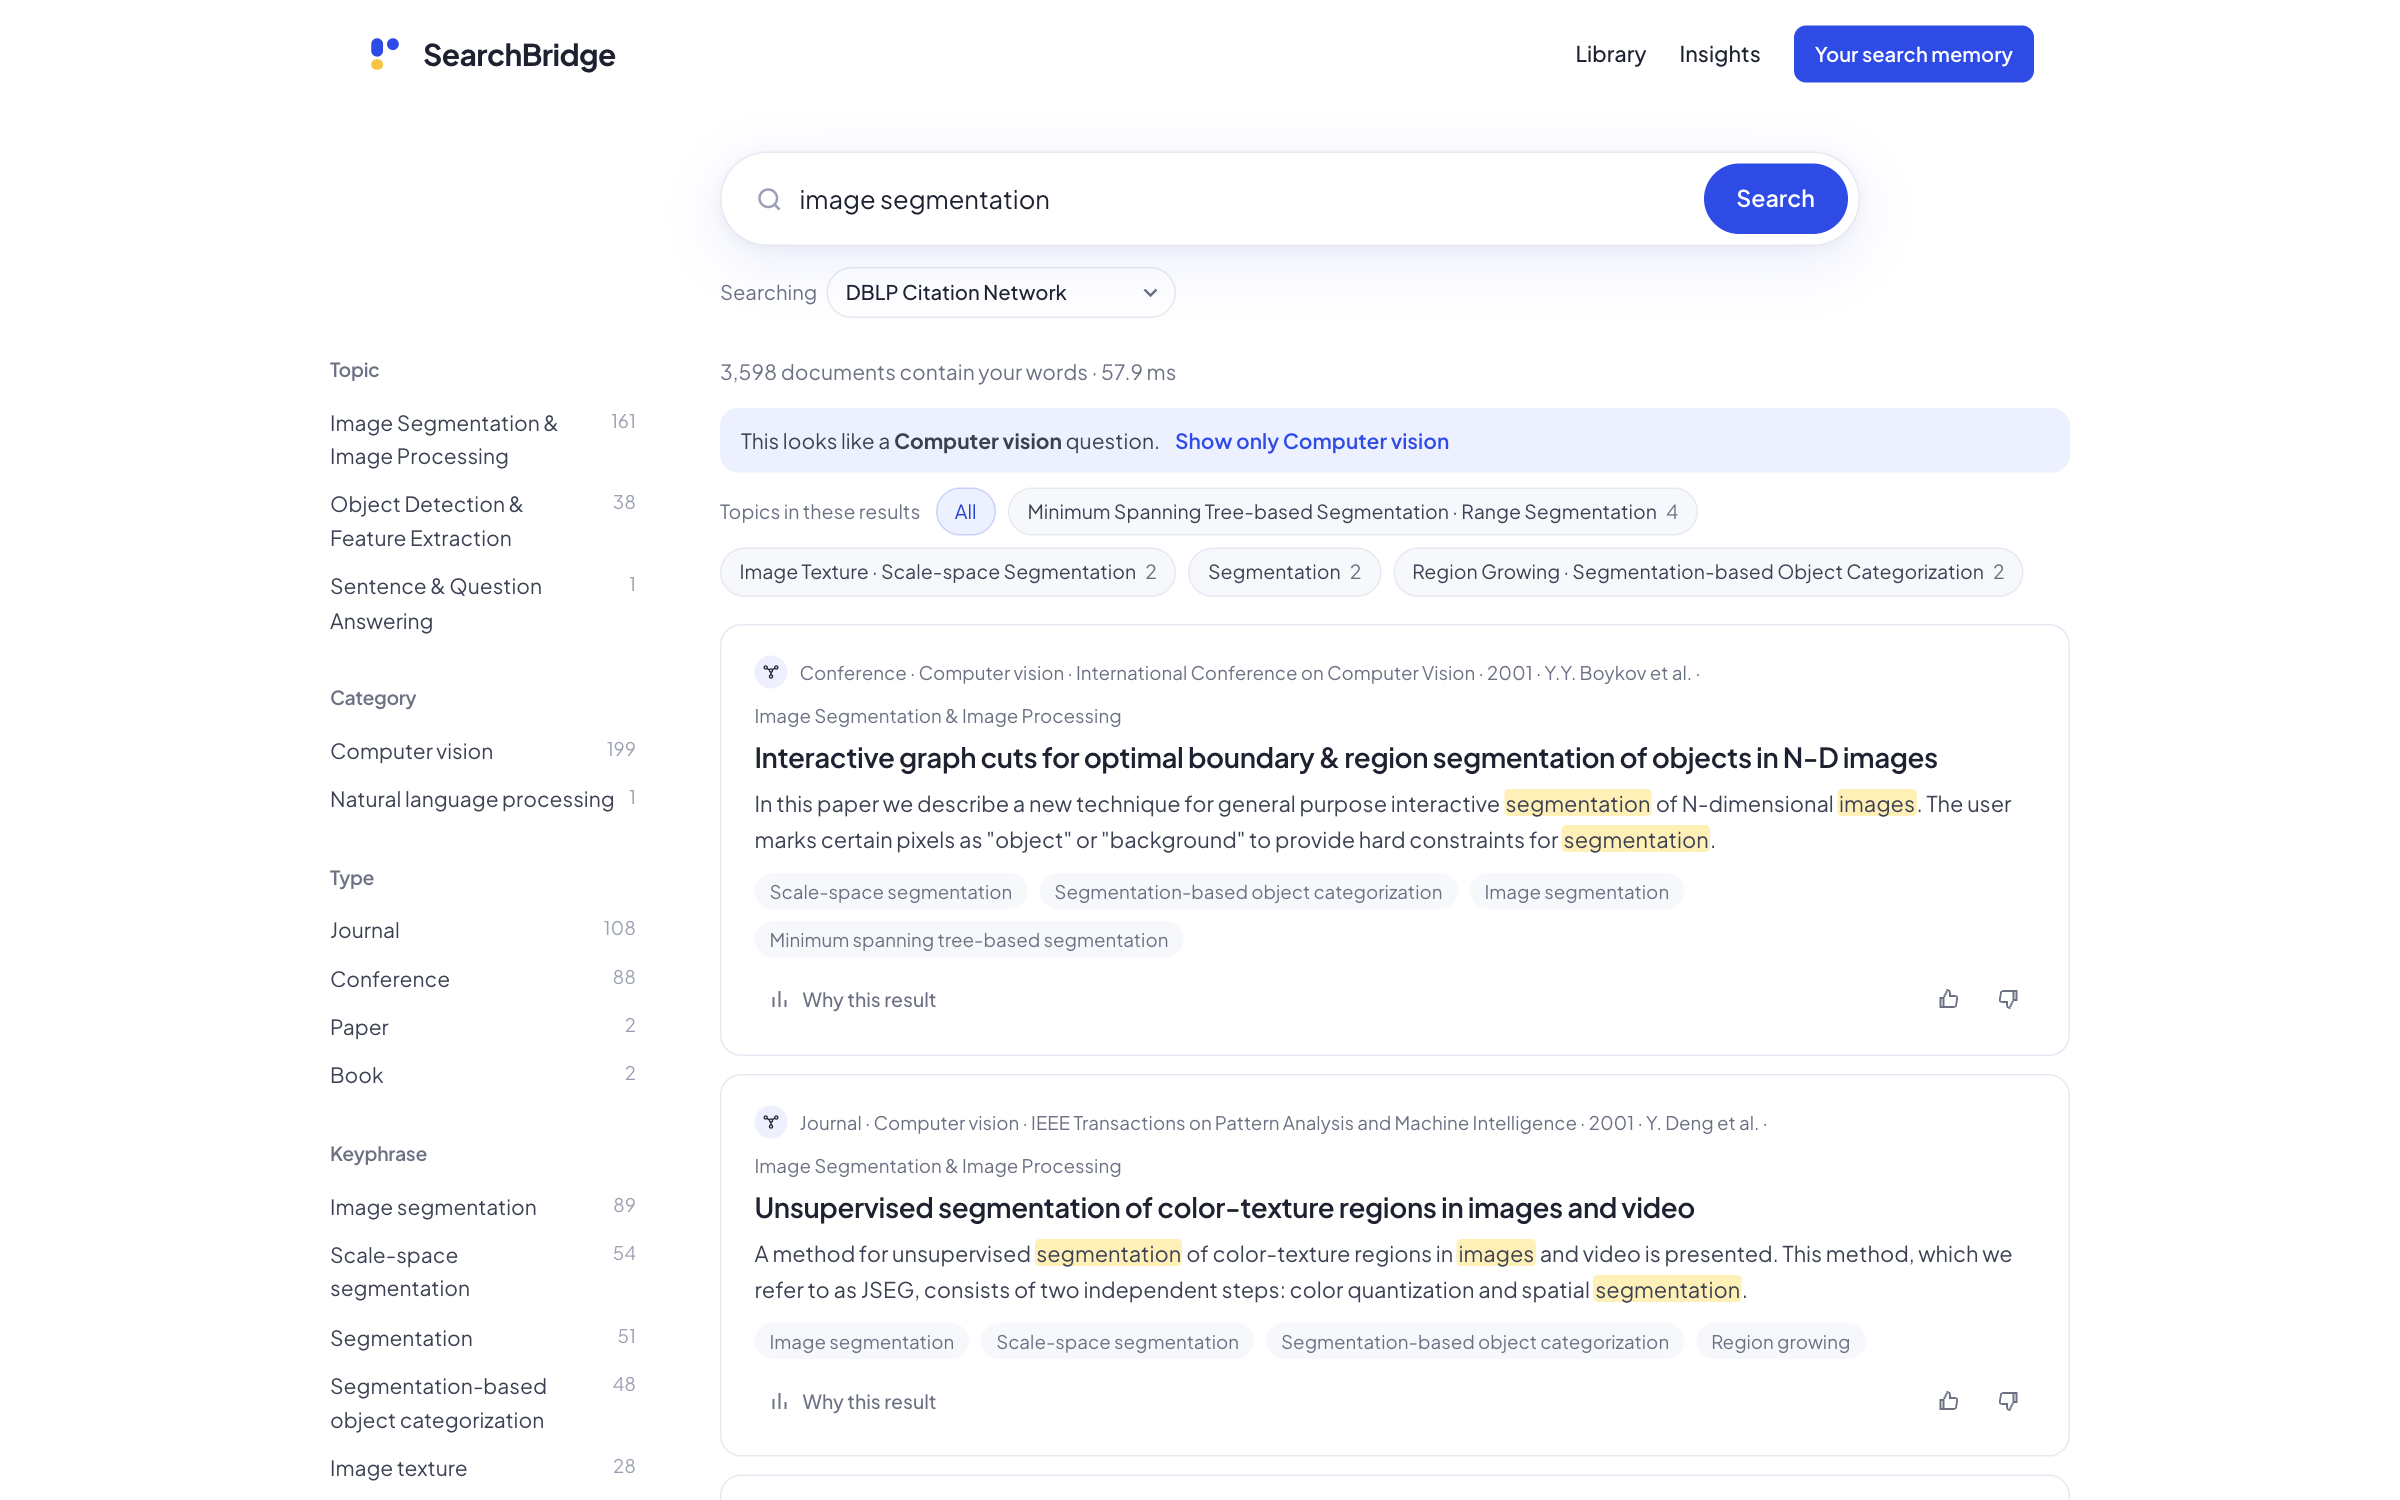 SearchBridge
Library
Insights
Your search memory
image segmentation
Search
Searching
DBLP Citation Network
Topic
Image Segmentation & 161
Image Processing
Object Detection & 38
Feature Extraction
Sentence & Question 1
Answering
Category
Computer vision 199
Natural language processing 1
Type
Journal 108
Conference 88
Paper 2
Book 2
Keyphrase
Image segmentation 89
Scale-space 54
segmentation
Segmentation 51
Segmentation-based 48
object categorization
Image texture 28
3,598 documents contain your words · 57.9 ms
This looks like a Computer vision question. Show only Computer vision
Topics in these results All Minimum Spanning Tree-based Segmentation · Range Segmentation 4
Image Texture · Scale-space Segmentation 2 Segmentation 2 Region Growing · Segmentation-based Object Categorization 2
Conference · Computer vision · International Conference on Computer Vision · 2001 · Y.Y. Boykov et al. ·
Image Segmentation & Image Processing
Interactive graph cuts for optimal boundary & region segmentation of objects in N-D images
In this paper we describe a new technique for general purpose interactive segmentation of N-dimensional images. The user
marks certain pixels as "object" or "background" to provide hard constraints for segmentation.
Scale-space segmentation Segmentation-based object categorization Image segmentation
Minimum spanning tree-based segmentation
Why this result
Journal · Computer vision · IEEE Transactions on Pattern Analysis and Machine Intelligence · 2001 · Y. Deng et al. ·
Image Segmentation & Image Processing
Unsupervised segmentation of color-texture regions in images and video
A method for unsupervised segmentation of color-texture regions in images and video is presented. This method, which we
refer to as JSEG, consists of two independent steps: color quantization and spatial segmentation.
Image segmentation Scale-space segmentation Segmentation-based object categorization Region growing
Why this result